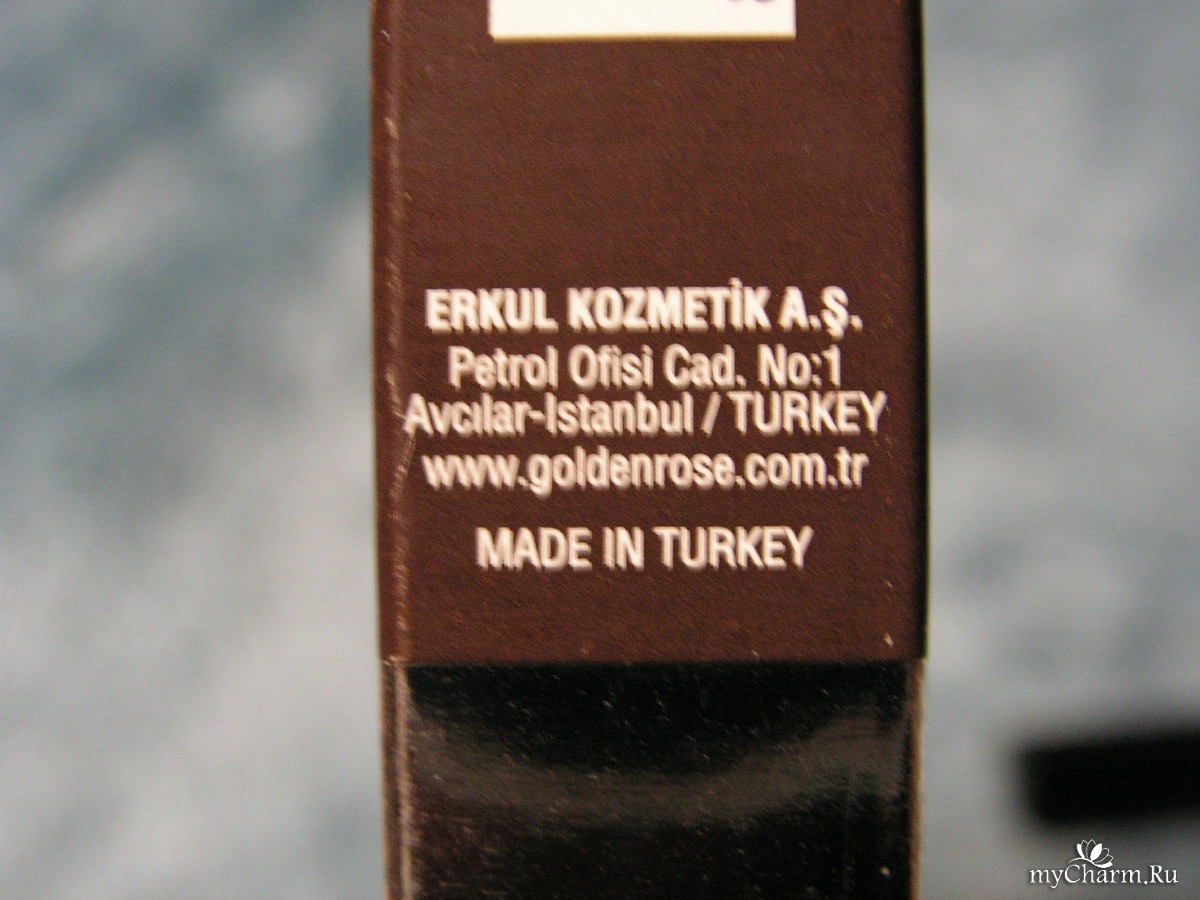 ERKUL KOZMETİK A.Ş.
Petrol Ofisi Cad. No:1
Avcılar-Istanbul / TURKEY
www.goldenrose.com.tr
MADE IN TURKEY
myCharm.Ru